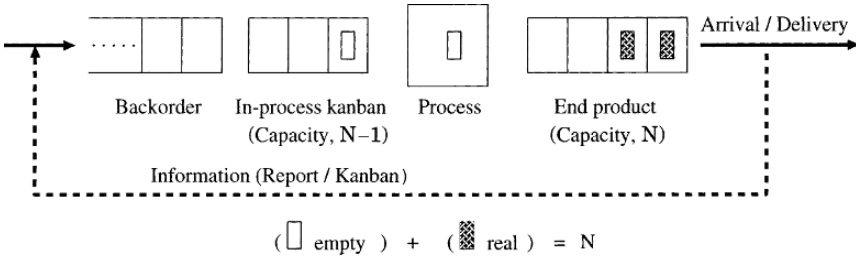 Arrival / Delivery
Backorder
In-process kanban
(Capacity, N-1)
Process
End product
(Capacity, N)
Information (Report / Kanban)
( empty ) + ( real ) = N